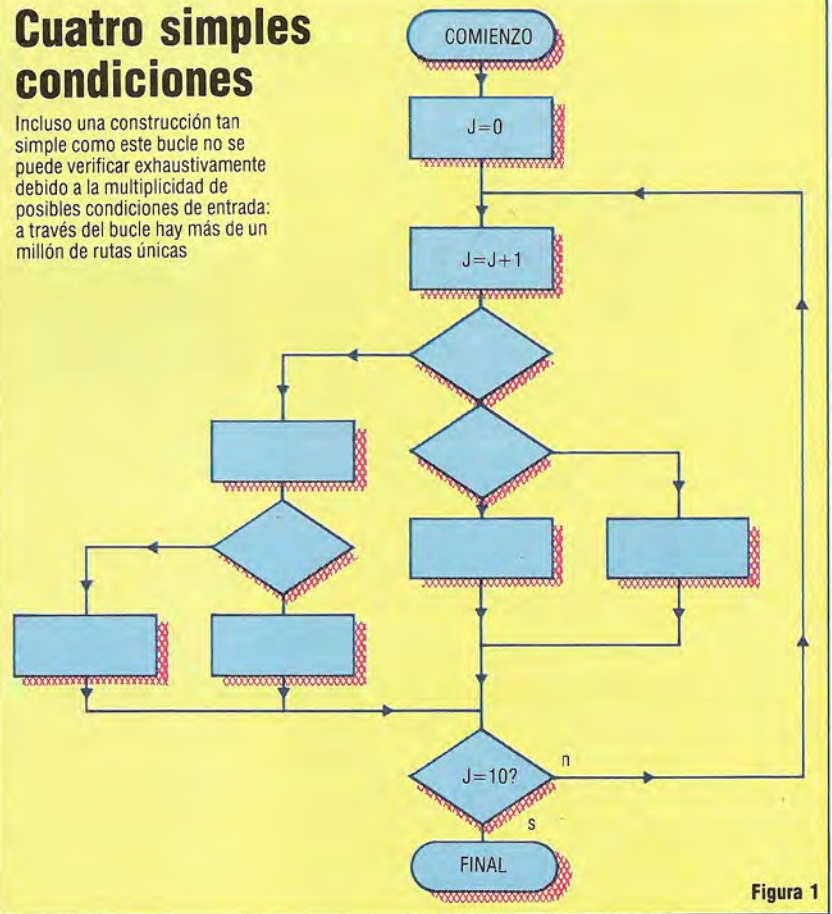 Cuatro simples
condiciones
Incluso una construcción tan
simple como este bucle no se
puede verificar exhaustivamente
debido a la multiplicidad de
posibles condiciones de entrada:
a través del bucle hay más de un
millón de rutas únicas
COMIENZO
J=0
J=J+1
J=10?
n
s
FINAL
Figura 1